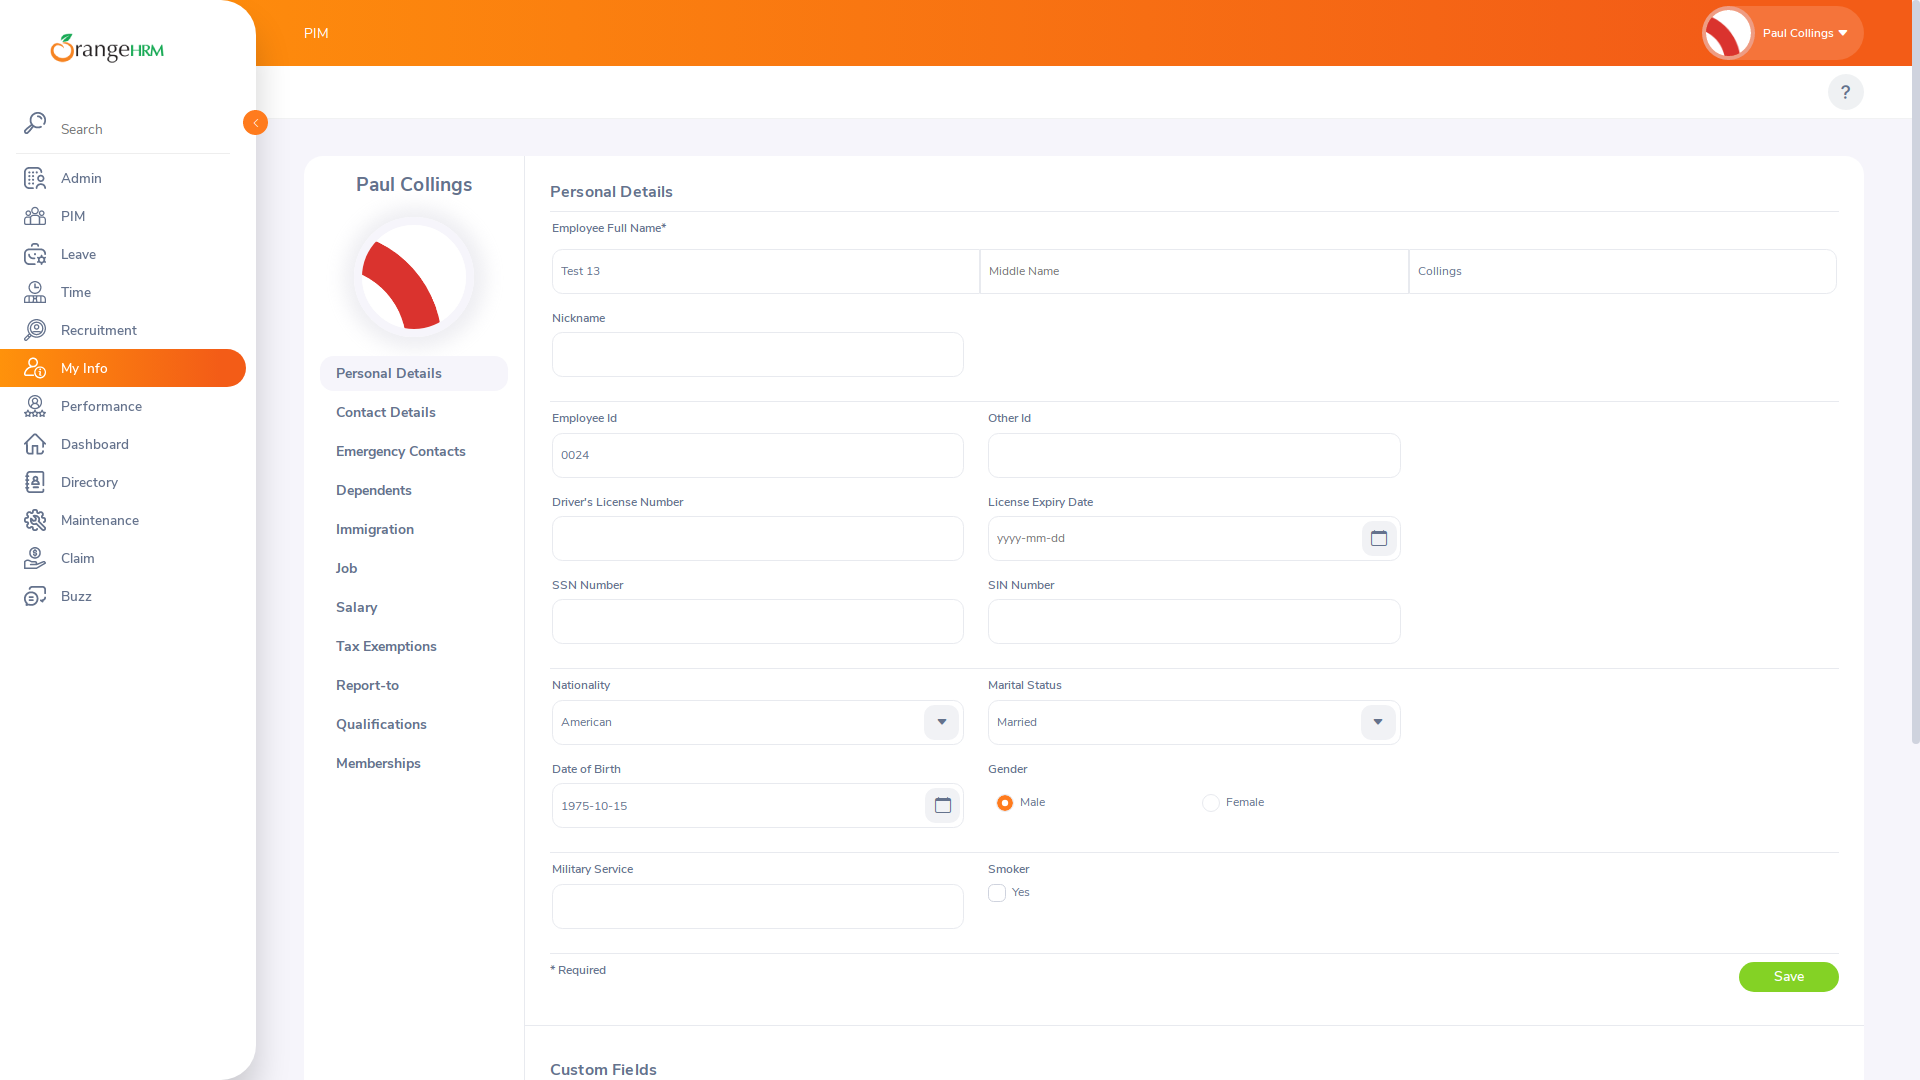 OrangeHRM
Search
Admin
PIM
Leave
Time
Recruitment
My Info
Performance
Dashboard
Directory
Maintenance
Claim
Buzz
PIM
Paul Collings
?
Paul Collings
Personal Details
Contact Details
Emergency Contacts
Dependents
Immigration
Job
Salary
Tax Exemptions
Report-to
Qualifications
Memberships
Personal Details
Employee Full Name*
Test 13 Middle Name Collings
Nickname
Employee Id Other Id
0024
Driver's License Number License Expiry Date
yyyy-mm-dd
SSN Number SIN Number
Nationality Marital Status
American Married
Date of Birth Gender
1975-10-15 Male Female
Military Service Smoker
Yes
* Required
Save
Custom Fields